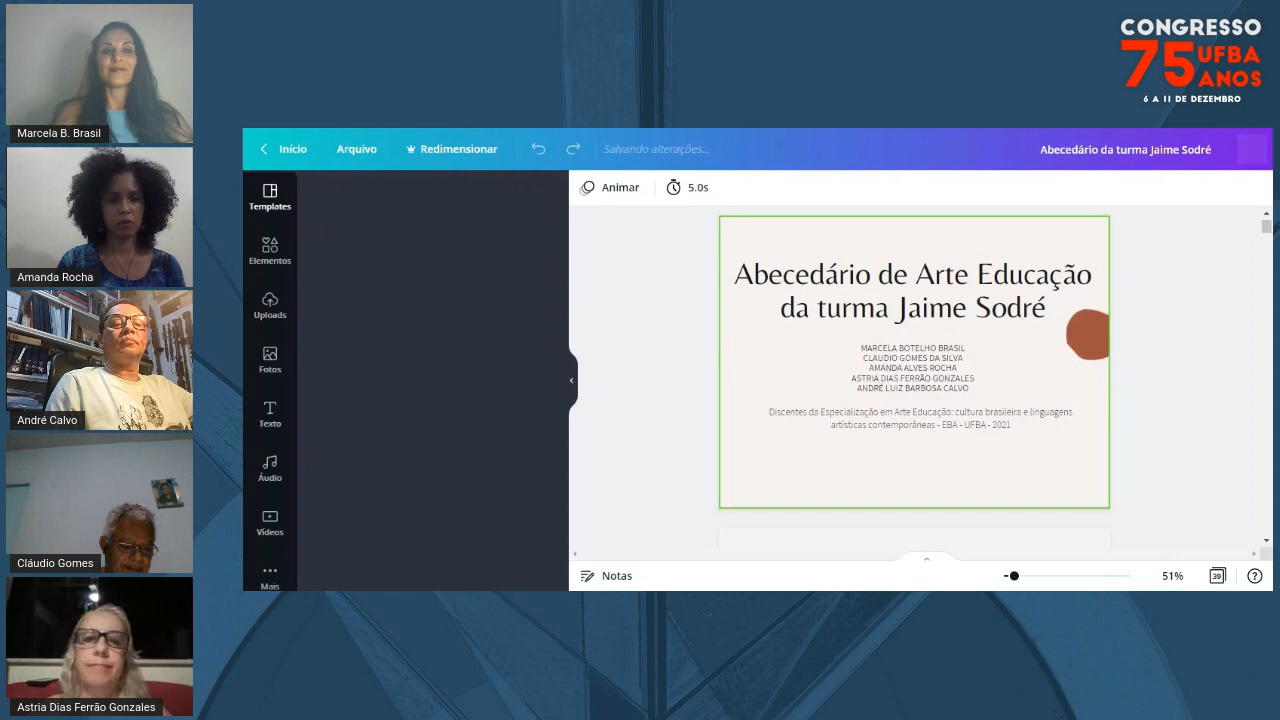 Marcela B. Brasil
Amanda Rocha
André Calvo
Cláudio Gomes
Astria Dias Ferrão Gonzales
CONGRESSO
75 UFBA
ANOS
6 A 11 DE DEZEMBRO
Início Arquivo Redimensionar Salvando alterações... Abecedário da turma Jaime Sodré
Templates
Elementos
Uploads
Fotos
Texto
Áudio
Vídeos
Mais
Animar 5.0s
Abecedário de Arte Educação
da turma Jaime Sodré
MARCELA BOTELHO BRASIL
CLAUDIO GOMES DA SILVA
AMANDA ALVES ROCHA
ASTRIA DIAS FERRÃO GONZALES
ANDRÉ LUIZ BARBOSA CALVO
Discentes da Especialização em Arte Educação: cultura brasileira e linguagens
artísticas contemporâneas - EBA - UFBA - 2021
Notas 51% 39 ?